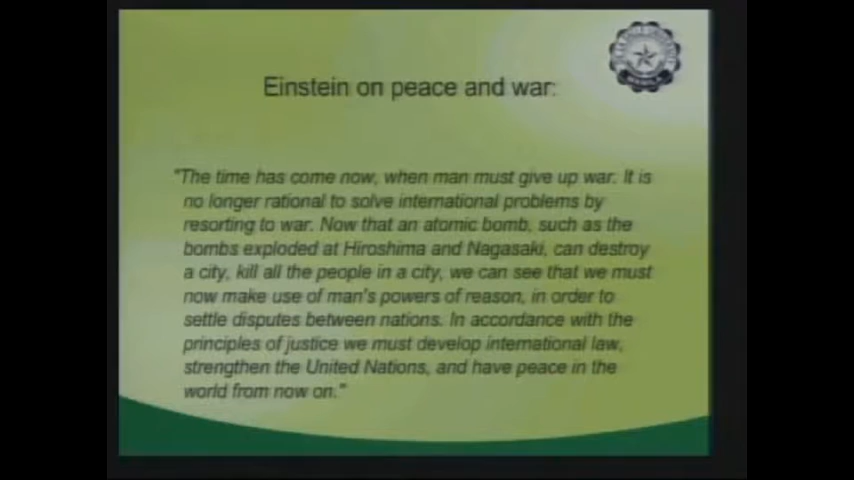 Einstein on peace and war:
"The time has come now, when man must give up war. It is
no longer rational to solve international problems by
resorting to war. Now that an atomic bomb, such as the
bombs exploded at Hiroshima and Nagasaki, can destroy
a city, kill all the people in a city, we can see that we must
now make use of man's powers of reason, in order to
settle disputes between nations. In accordance with the
principles of justice we must develop international law,
strengthen the United Nations, and have peace in the
world from now on."